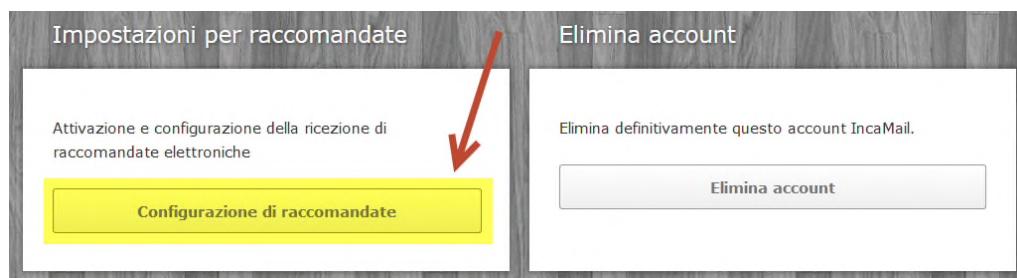 Impostazioni per raccomandate
Attivazione e configurazione della ricezione di
raccomandate elettroniche
Configurazione di raccomandate
Elimina account
Elimina definitivamente questo account IncaMail.
Elimina account